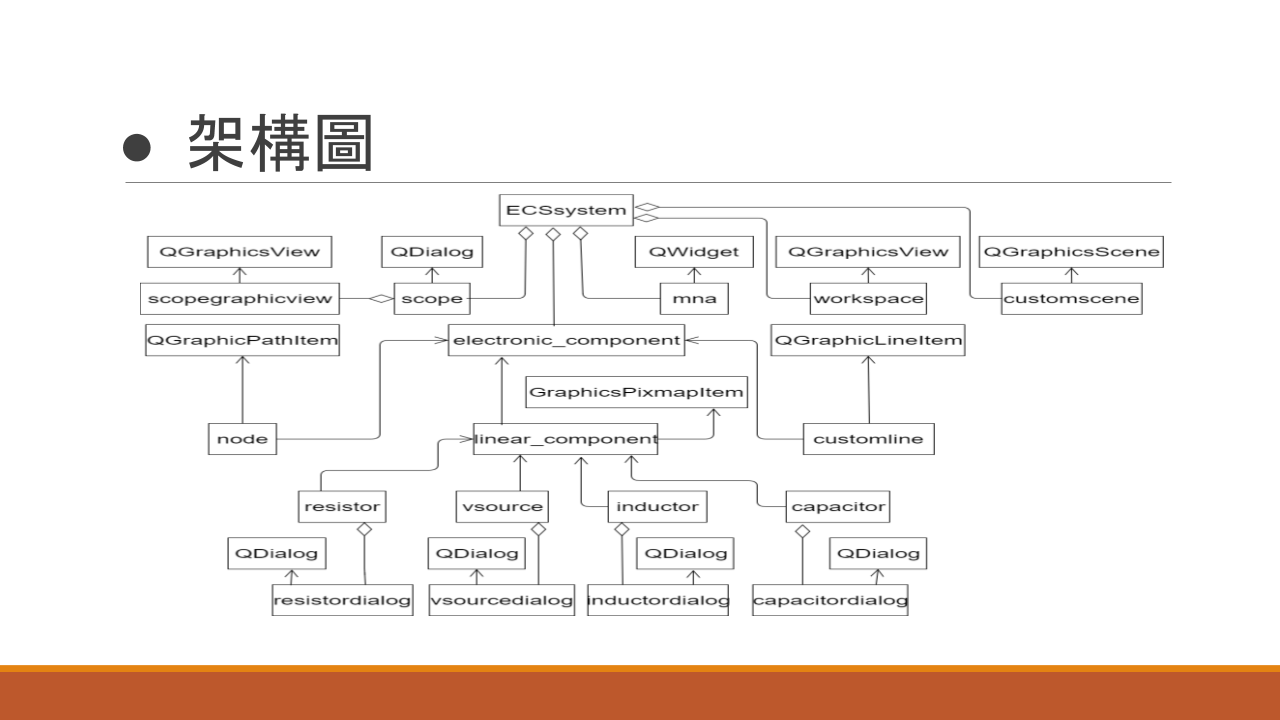 ● 架構圖
ECSsystem
QGraphicsView QDialog QWidget QGraphicsView QGraphicsScene
scopegraphicview scope mna workspace customscene
QGraphicPathItem electronic_component QGraphicLineItem
GraphicsPixmapItem
node linear_component customline
resistor vsource inductor capacitor
QDialog QDialog QDialog QDialog
resistordialog vsourcedialog inductordialog capacitordialog